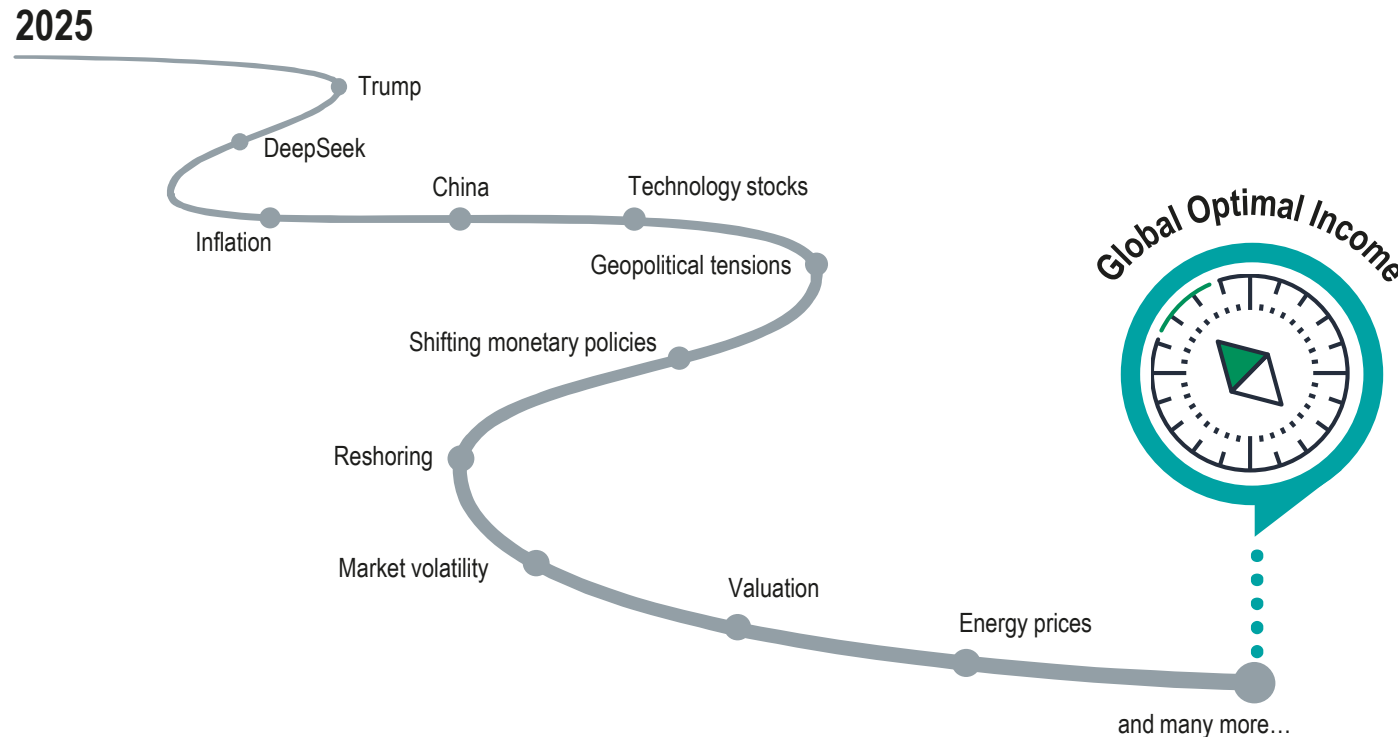 2025
Trump
DeepSeek
China
Technology stocks
Inflation
Geopolitical tensions
Global Optimal Income
Shifting monetary policies
Reshoring
Market volatility
Valuation
Energy prices
and many more…